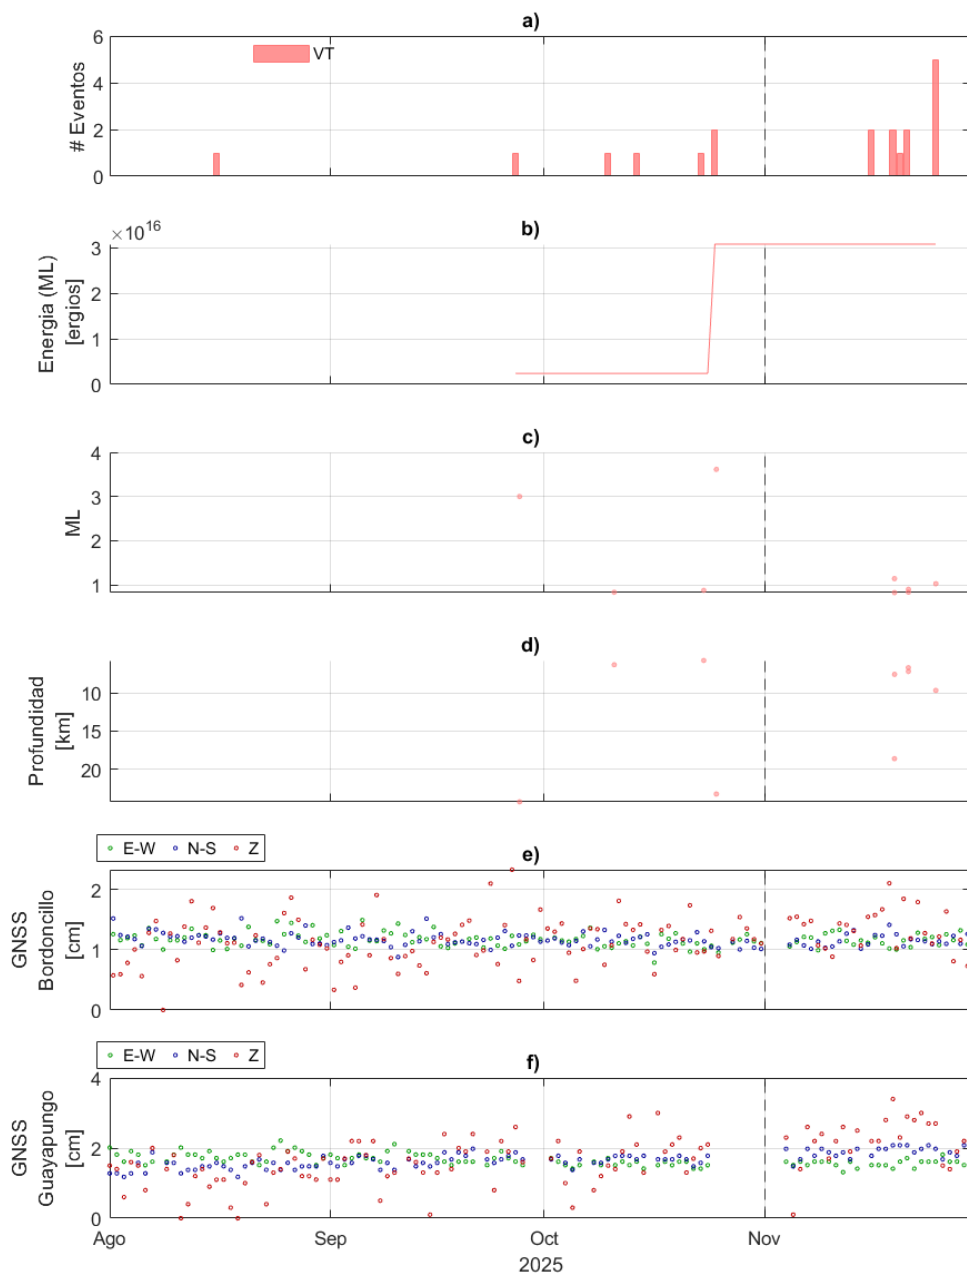 a)
6
4
2
0
# Eventos
VT
b)
×10^16
3
2
1
0
Energia (ML)
[ergios]
c)
4
3
2
1
ML
d)
10
15
20
Profundidad
[km]
E-W N-S Z
e)
2
1
0
GNSS
Bordoncillo
[cm]
E-W N-S Z
f)
4
2
0
GNSS
Guayapungo
[cm]
Ago Sep Oct Nov
2025